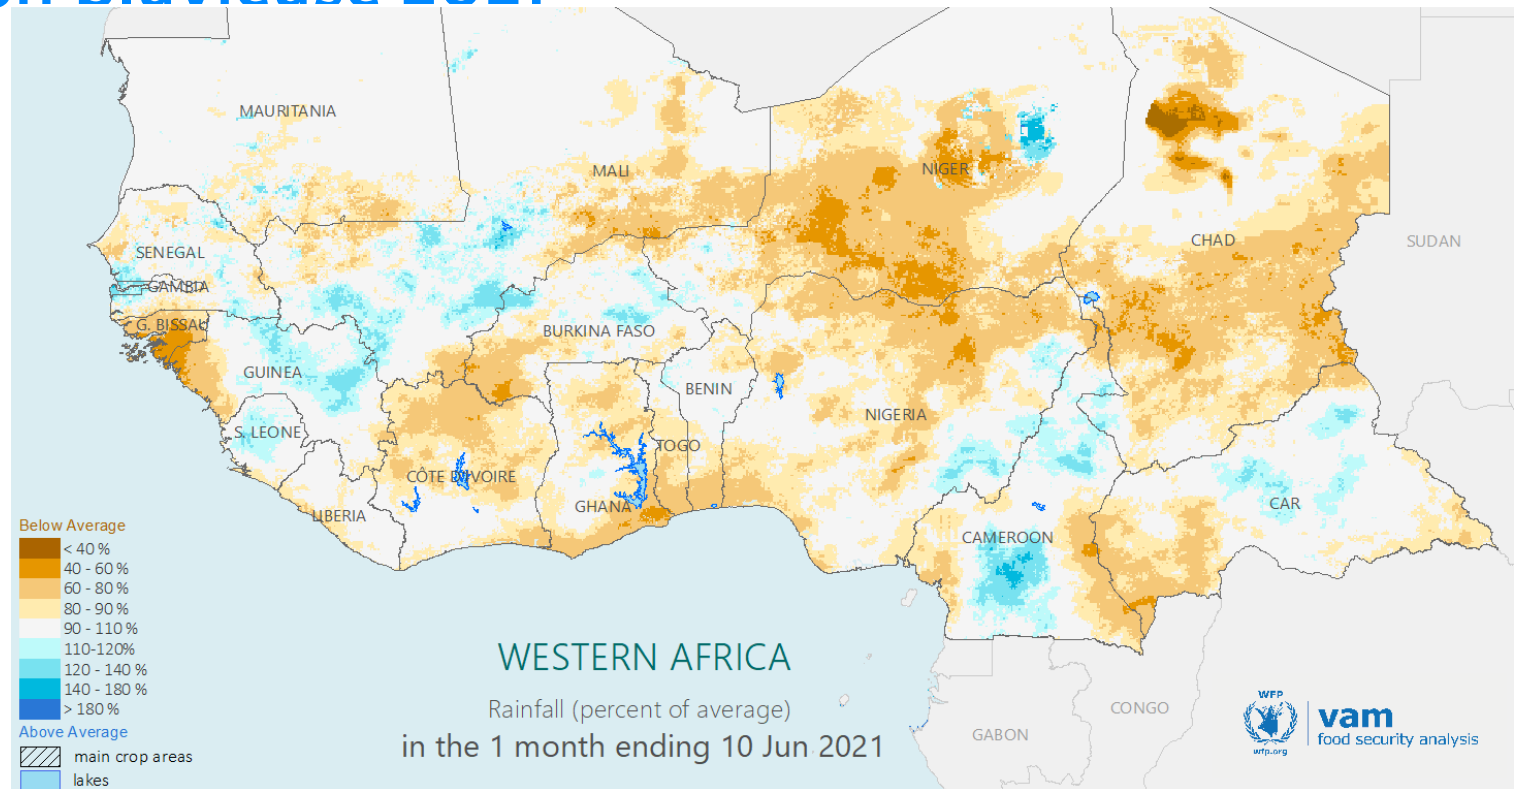 MAURITANIA
MALI
NIGER
CHAD
SUDAN
SENEGAL
GAMBIA
G. BISSAU
GUINEA
BURKINA FASO
BENIN
NIGERIA
S. LEONE
TOGO
CÔTE D'IVOIRE
GHANA
LIBERIA
CAMEROON
CAR
CONGO
GABON
Below Average
< 40 %
40 - 60 %
60 - 80 %
80 - 90 %
90 - 110 %
110-120%
120 - 140 %
140 - 180 %
> 180 %
Above Average
main crop areas
lakes
WESTERN AFRICA
Rainfall (percent of average)
in the 1 month ending 10 Jun 2021
WFP
wfp.org
vam
food security analysis